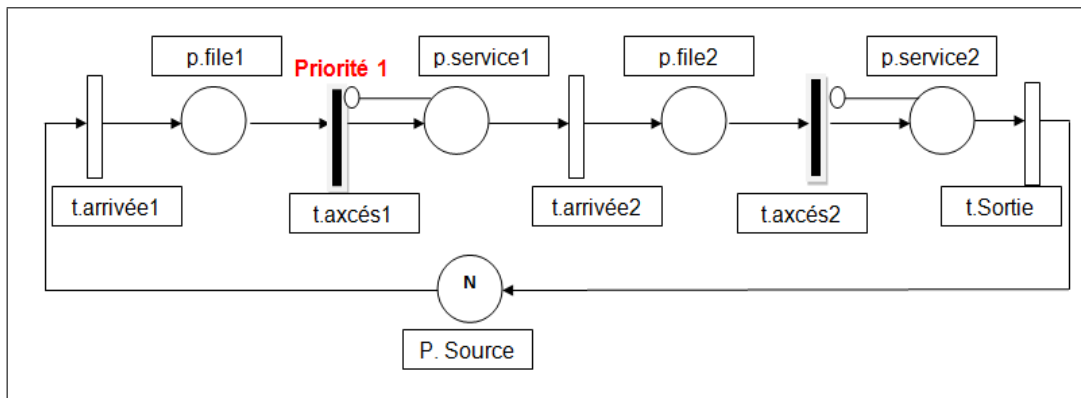 p.file1
Priorité 1
p.service1
p.file2
p.service2
t.arrivée1
t.axcés1
t.arrivée2
t.axcés2
t.Sortie
N
P. Source